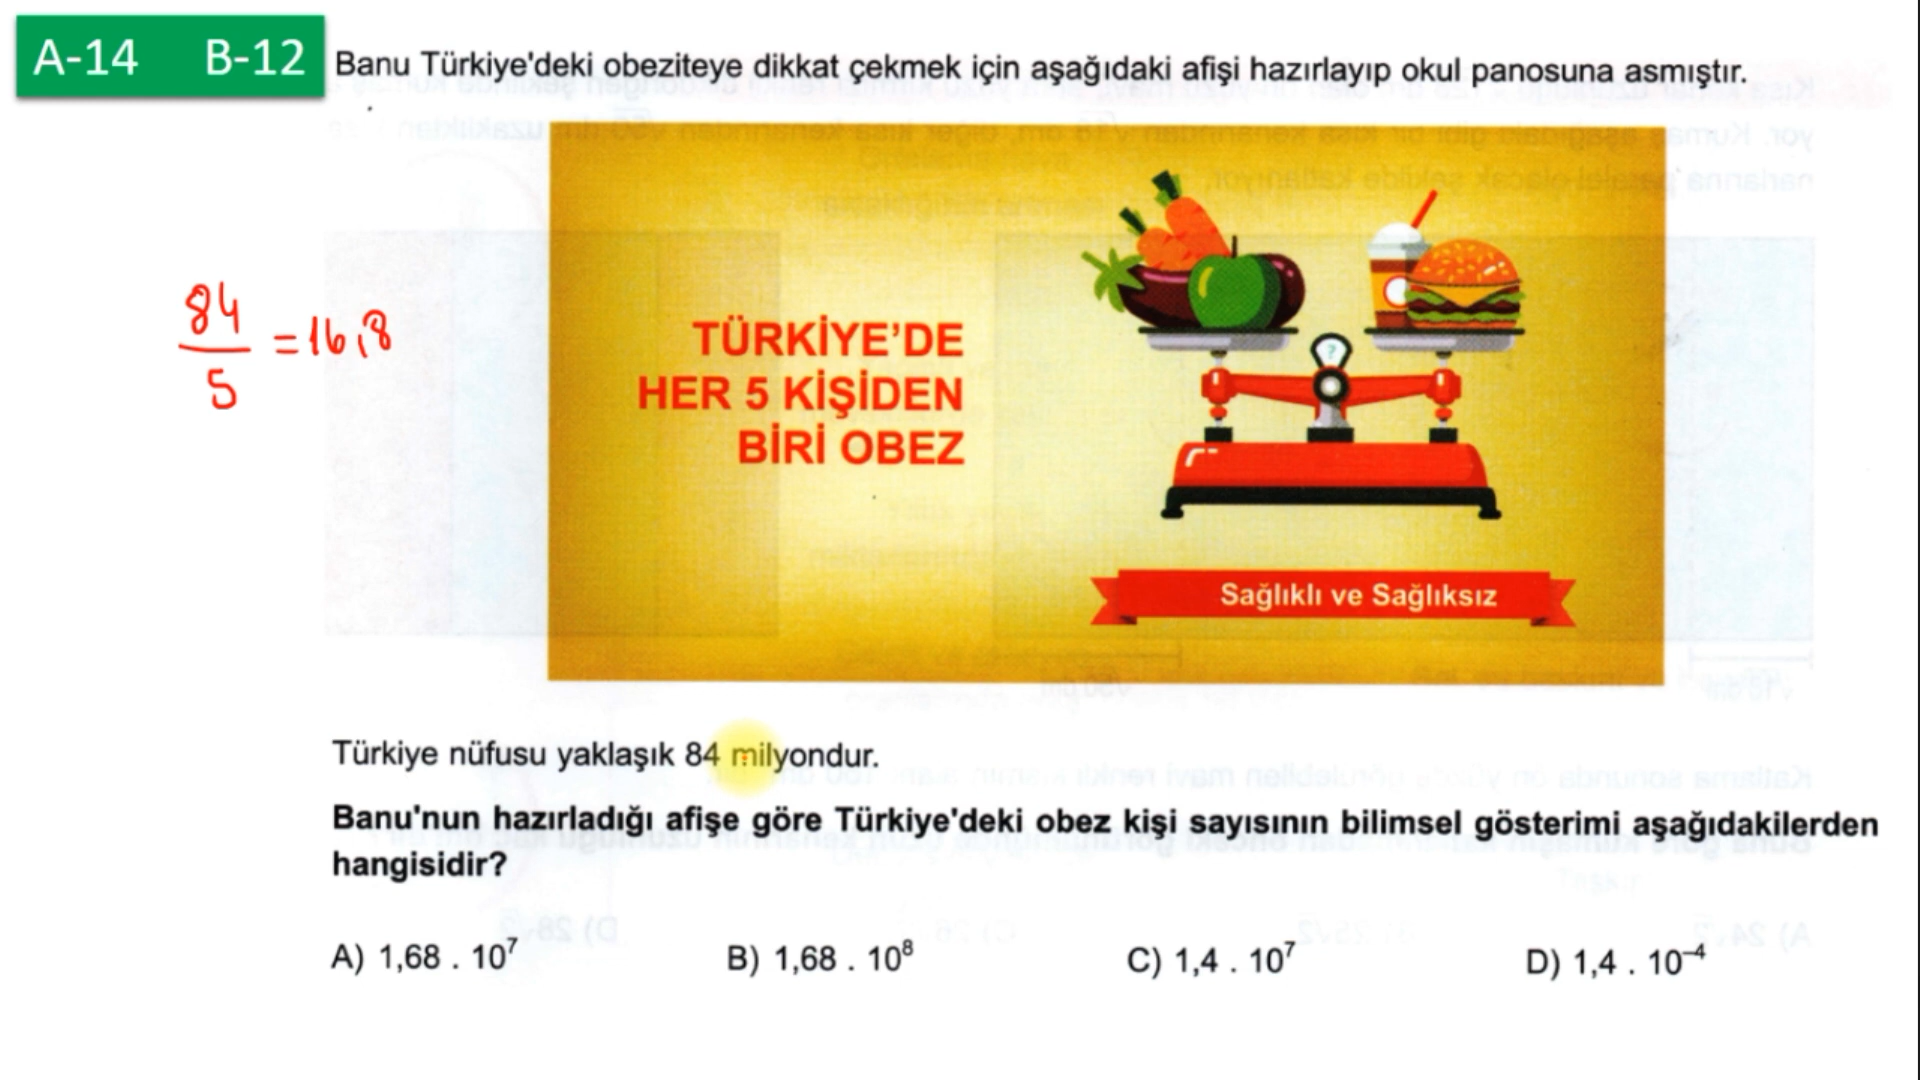 A-14 B-12
Banu Türkiye'deki obeziteye dikkat çekmek için aşağıdaki afişi hazırlayıp okul panosuna asmıştır.
84
5
=16,8
TÜRKİYE'DE
HER 5 KİŞİDEN
BİRİ OBEZ
?
Sağlıklı ve Sağlıksız
Türkiye nüfusu yaklaşık 84 milyondur.
Banu'nun hazırladığı afişe göre Türkiye'deki obez kişi sayısının bilimsel gösterimi aşağıdakilerden
hangisidir?
A) 1,68 . 10⁷ B) 1,68 . 10⁸ C) 1,4 . 10⁷ D) 1,4 . 10⁻⁴